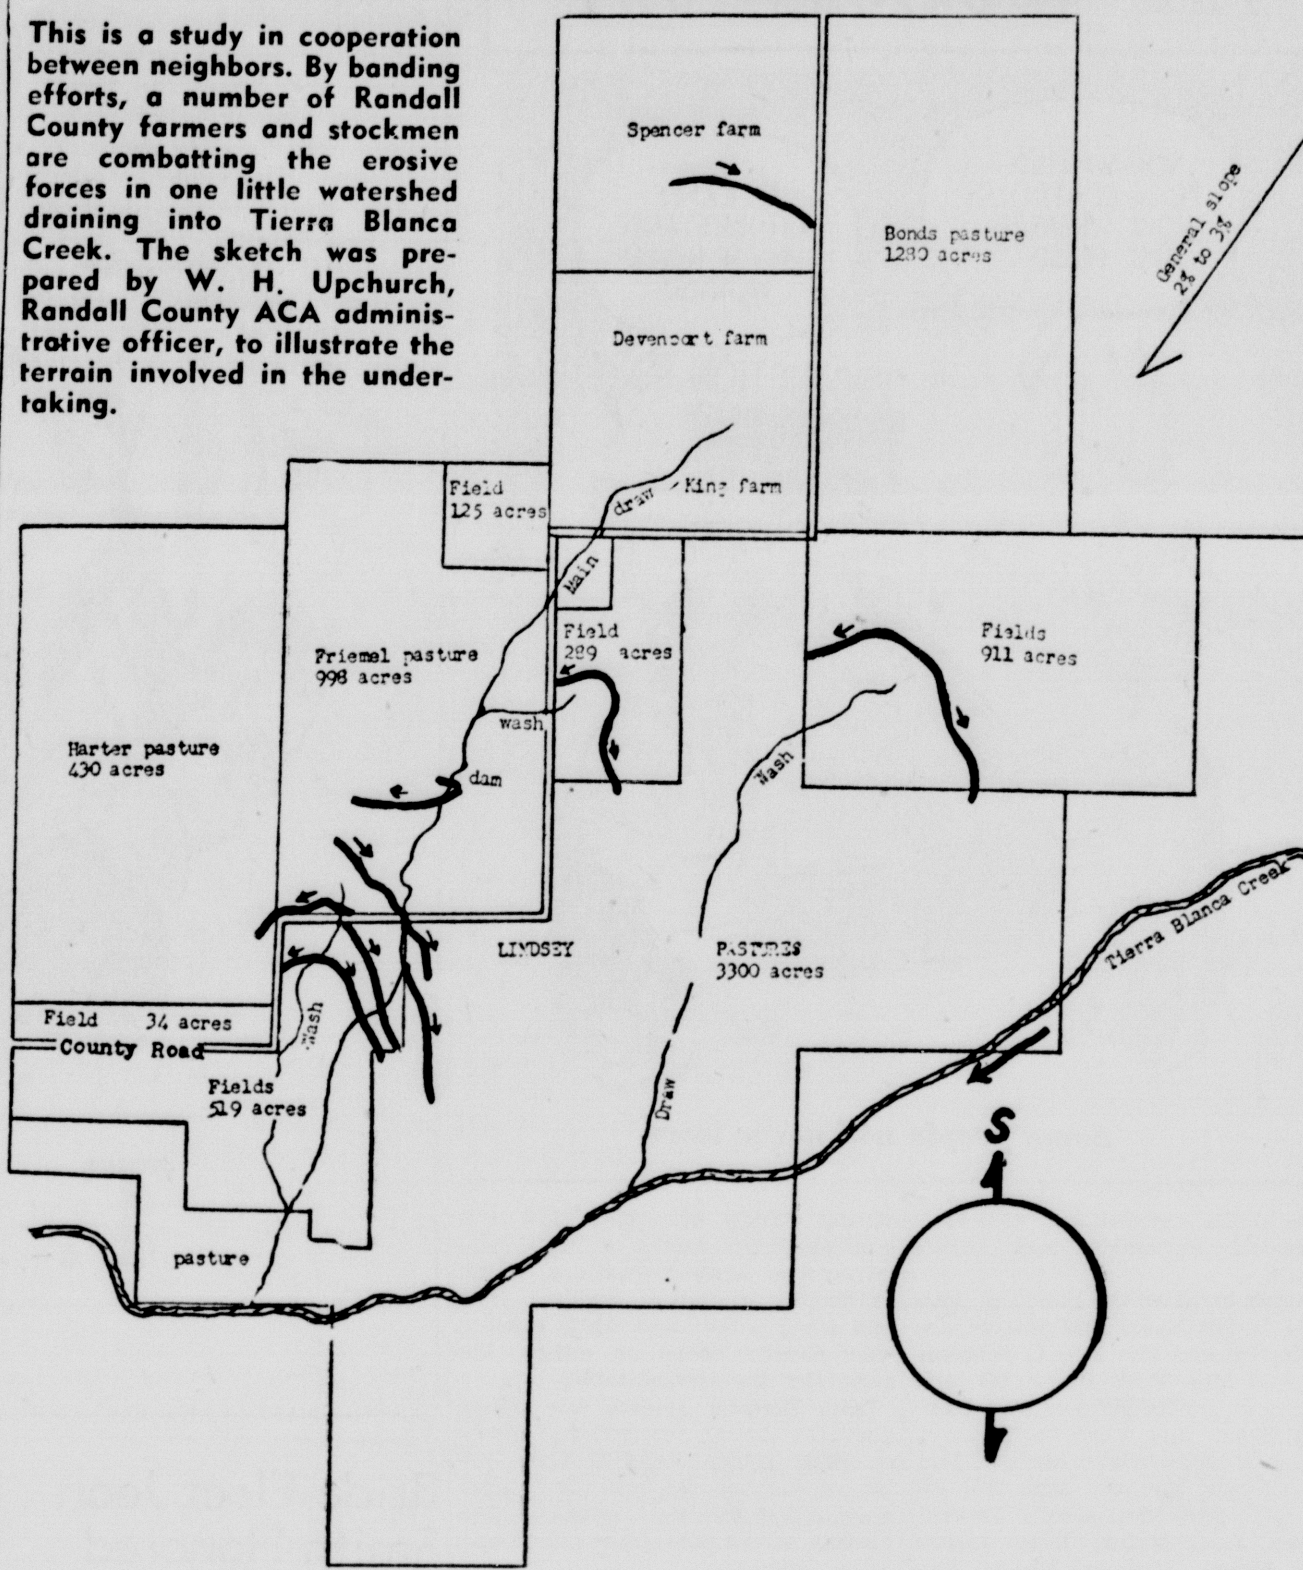 This is a study in cooperation
between neighbors. By banding
efforts, a number of Randall
County farmers and stockmen
are combatting the erosive
forces in one little watershed
draining into Tierra Blanca
Creek. The sketch was pre-
pared by W. H. Upchurch,
Randall County ACA adminis-
trative officer, to illustrate the
terrain involved in the under-
taking.
Spencer farm
Bonds pasture
1280 acres
General slope
2% to 3%
Devenport farm
Field
125 acres
King farm
Main draw
Field
289 acres
Fields
911 acres
Priemel pasture
998 acres
wash
Harter pasture
430 acres
dam
Wash
Tierra Blanca Creek
LINDSEY PASTURES
3300 acres
Field 34 acres
Wash
County Road
Fields
519 acres
Draw
S
pasture